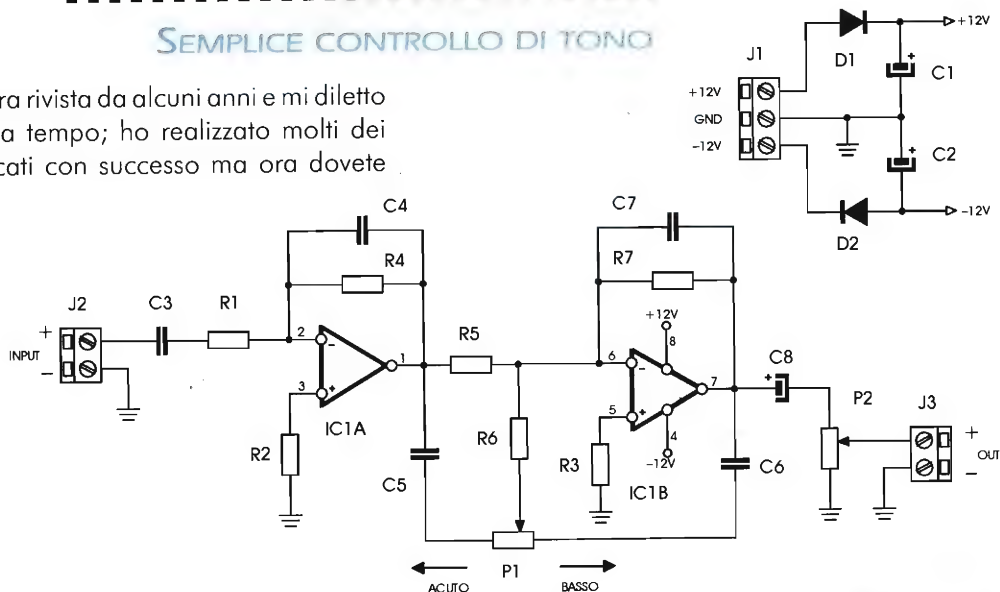 SEMPLICE CONTROLLO DI TONO
ra rivista da alcuni anni e mi diletto
a tempo; ho realizzato molti dei
cati con successo ma ora dovete
J1
+12V
GND
-12V
D1
+12V
+
C1
+
C2
-12V
D2
J2
+
INPUT
-
C3
R1
C4
R4
2
-
3
+
1
IC1A
R2
R5
C5
R6
C7
R7
+12V
8
6
-
5
+
7
4
-12V
R3
IC1B
+
C8
C6
P2
J3
+
OUT
-
P1
ACUTO
BASSO